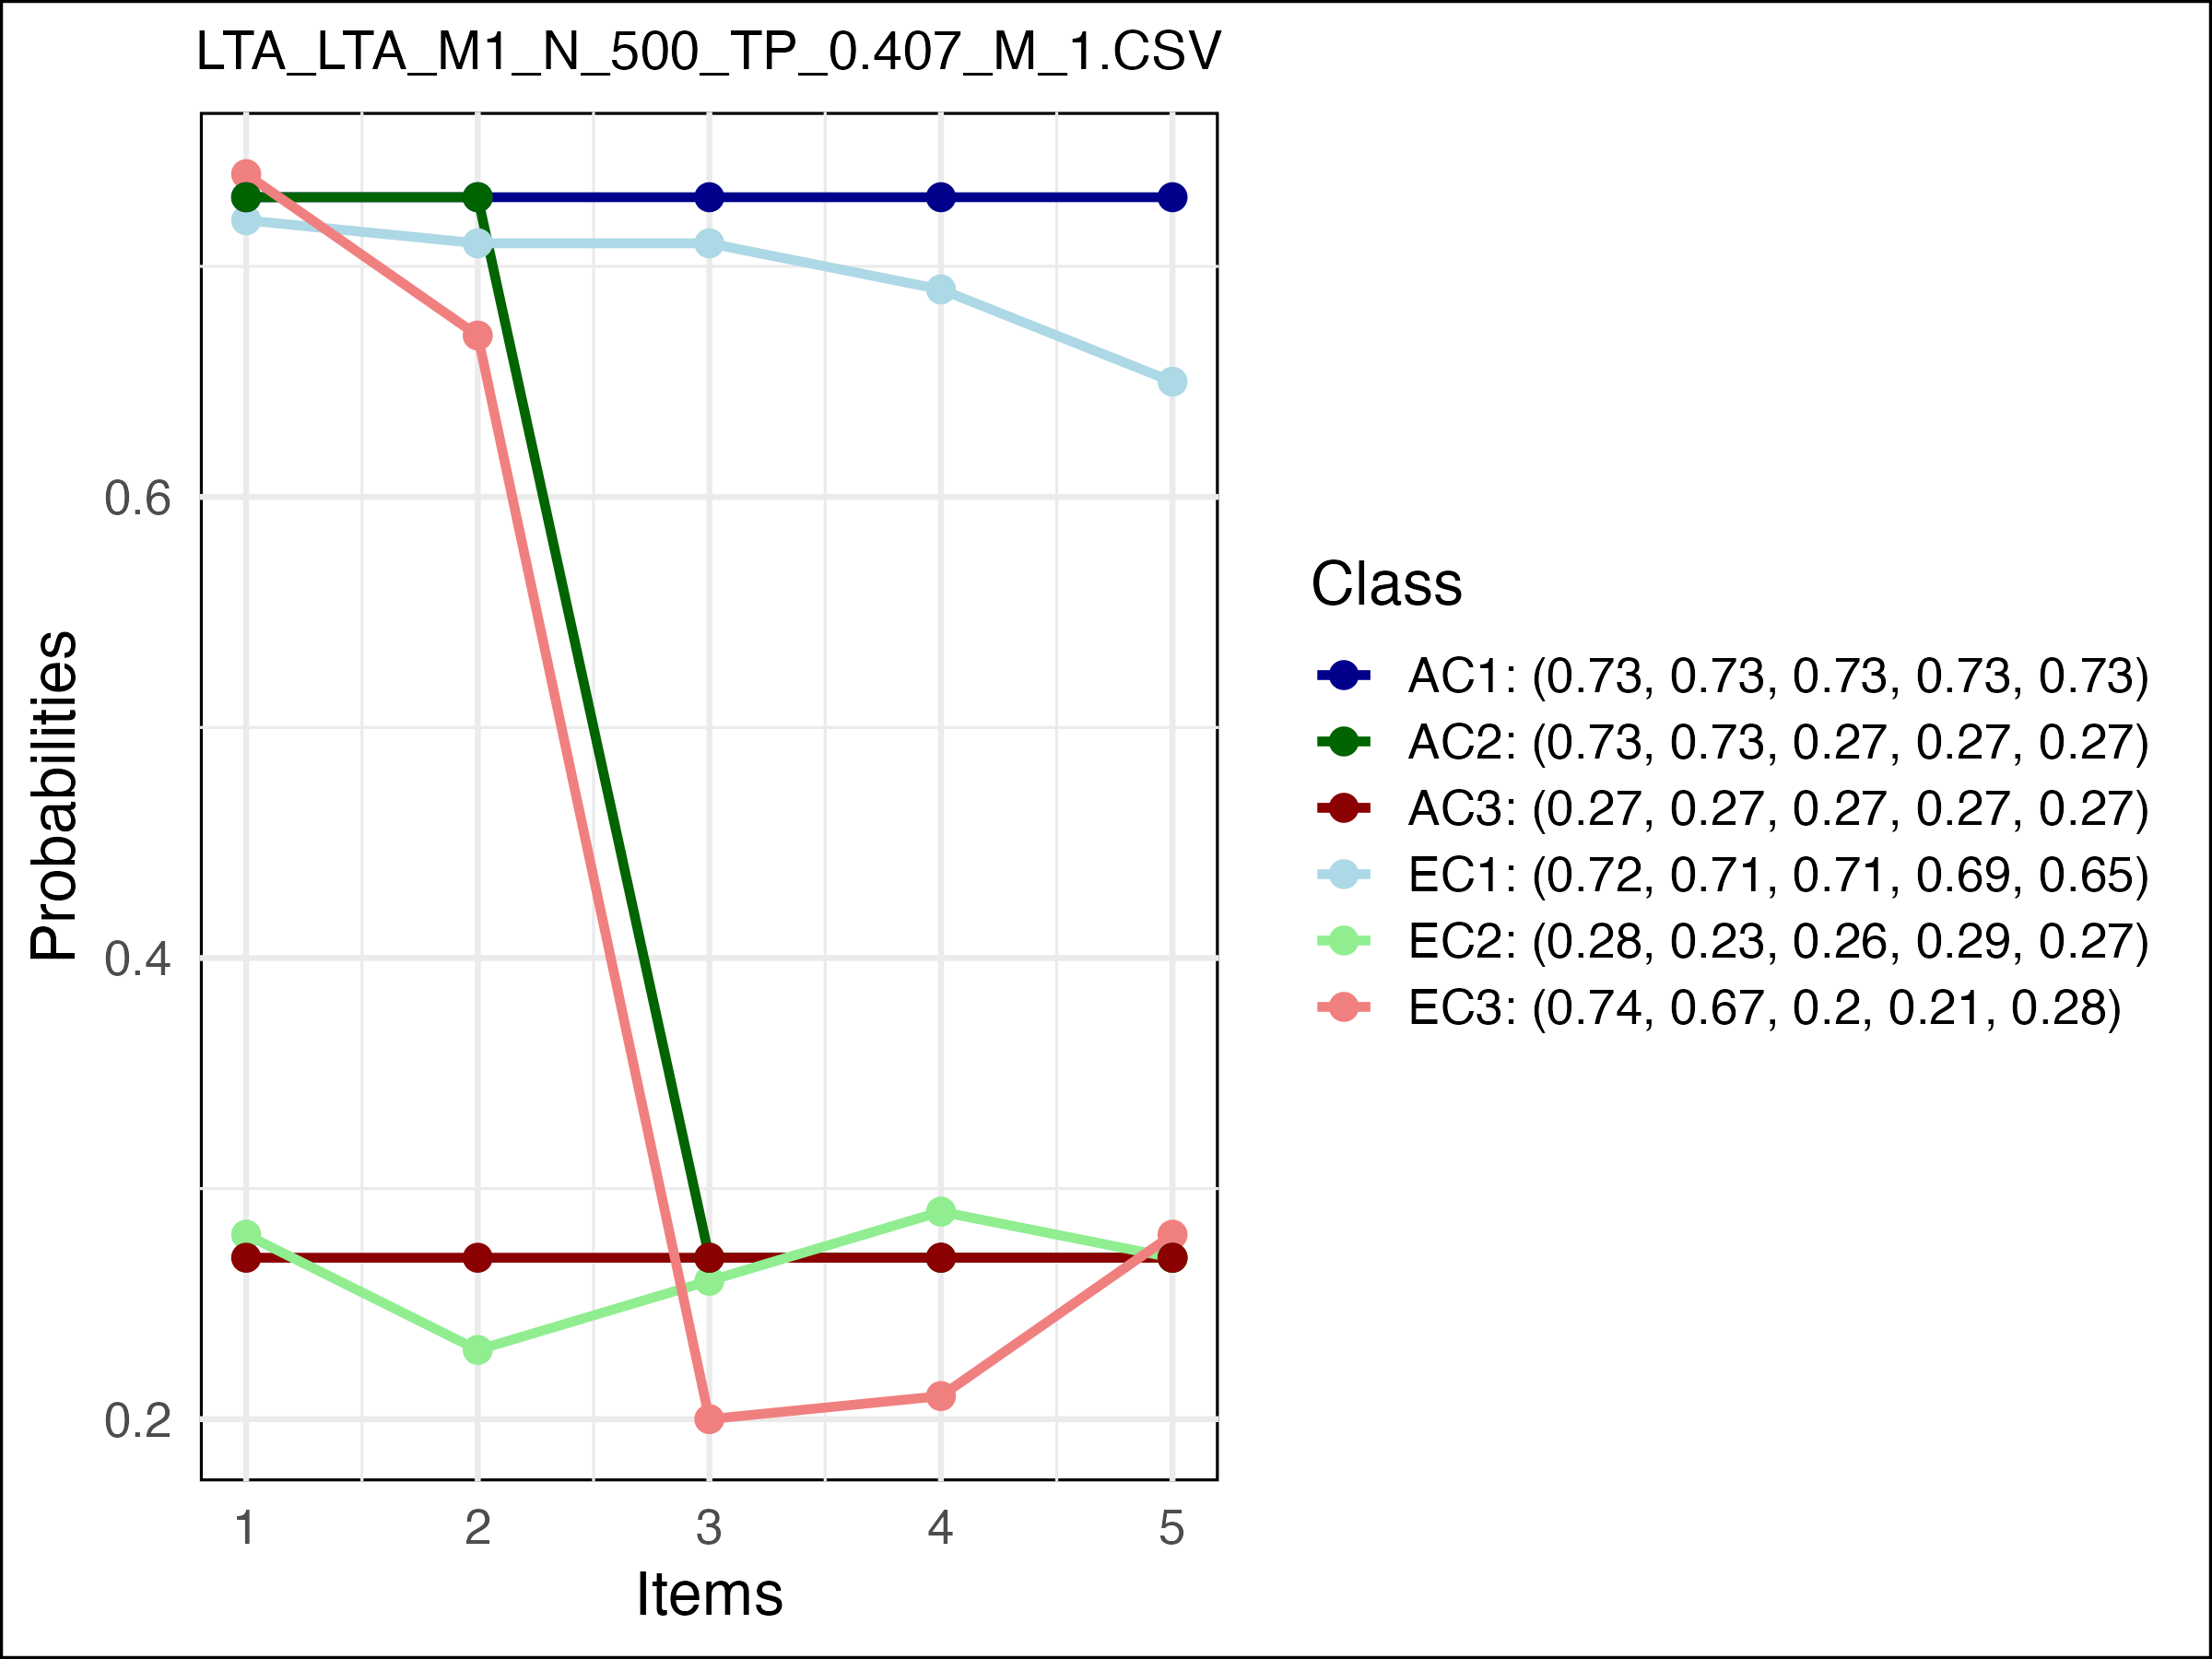 LTA_LTA_M1_N_500_TP_0.407_M_1.CSV
Probabilities
0.6
0.4
0.2
1 2 3 4 5
Items
Class
AC1: (0.73, 0.73, 0.73, 0.73, 0.73)
AC2: (0.73, 0.73, 0.27, 0.27, 0.27)
AC3: (0.27, 0.27, 0.27, 0.27, 0.27)
EC1: (0.72, 0.71, 0.71, 0.69, 0.65)
EC2: (0.28, 0.23, 0.26, 0.29, 0.27)
EC3: (0.74, 0.67, 0.2, 0.21, 0.28)